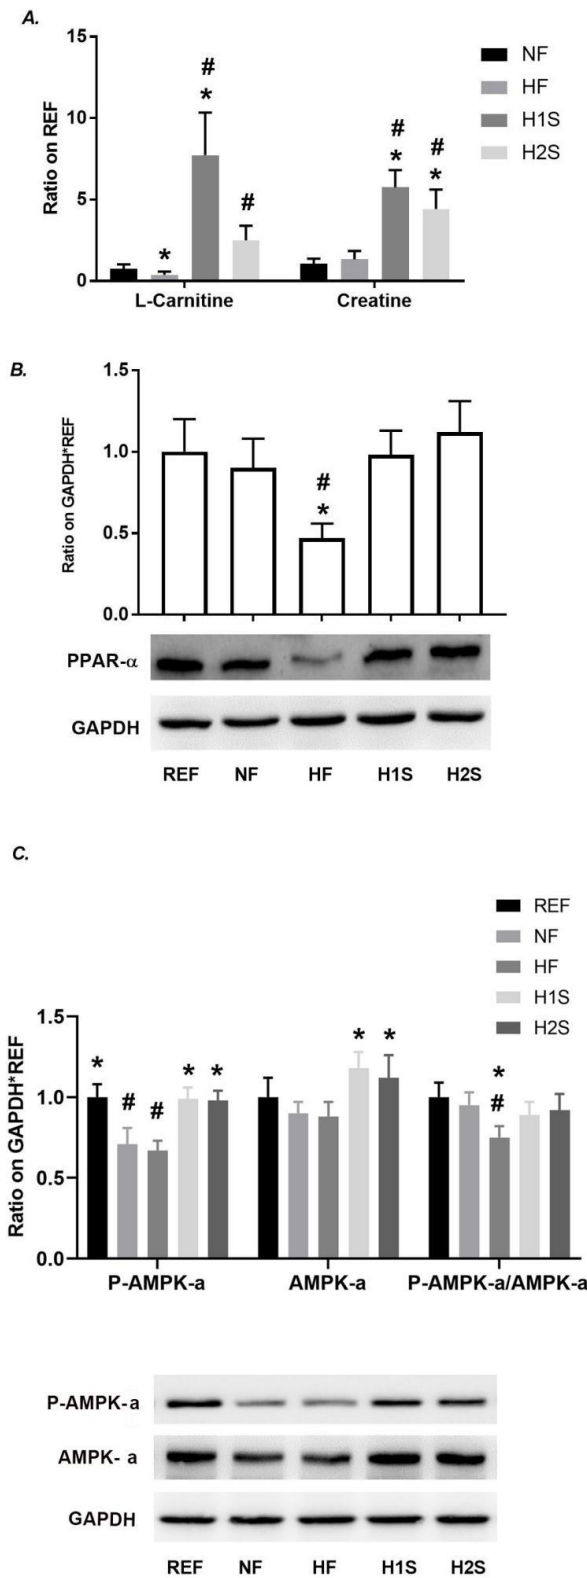 A.
Ratio on REF
15
10
5
0
NF
HF
H1S
H2S
#
*
*
#
#
*
#
*
L-Carnitine
Creatine
B.
Ratio on GAPDH*REF
1.5
1.0
0.5
0.0
#
*
PPAR-α
GAPDH
REF NF HF H1S H2S
C.
REF
NF
HF
H1S
H2S
Ratio on GAPDH*REF
1.5
1.0
0.5
0.0
* # # * *
* *
*
#
P-AMPK-a AMPK-a P-AMPK-a/AMPK-a
P-AMPK-a
AMPK- a
GAPDH
REF NF HF H1S H2S